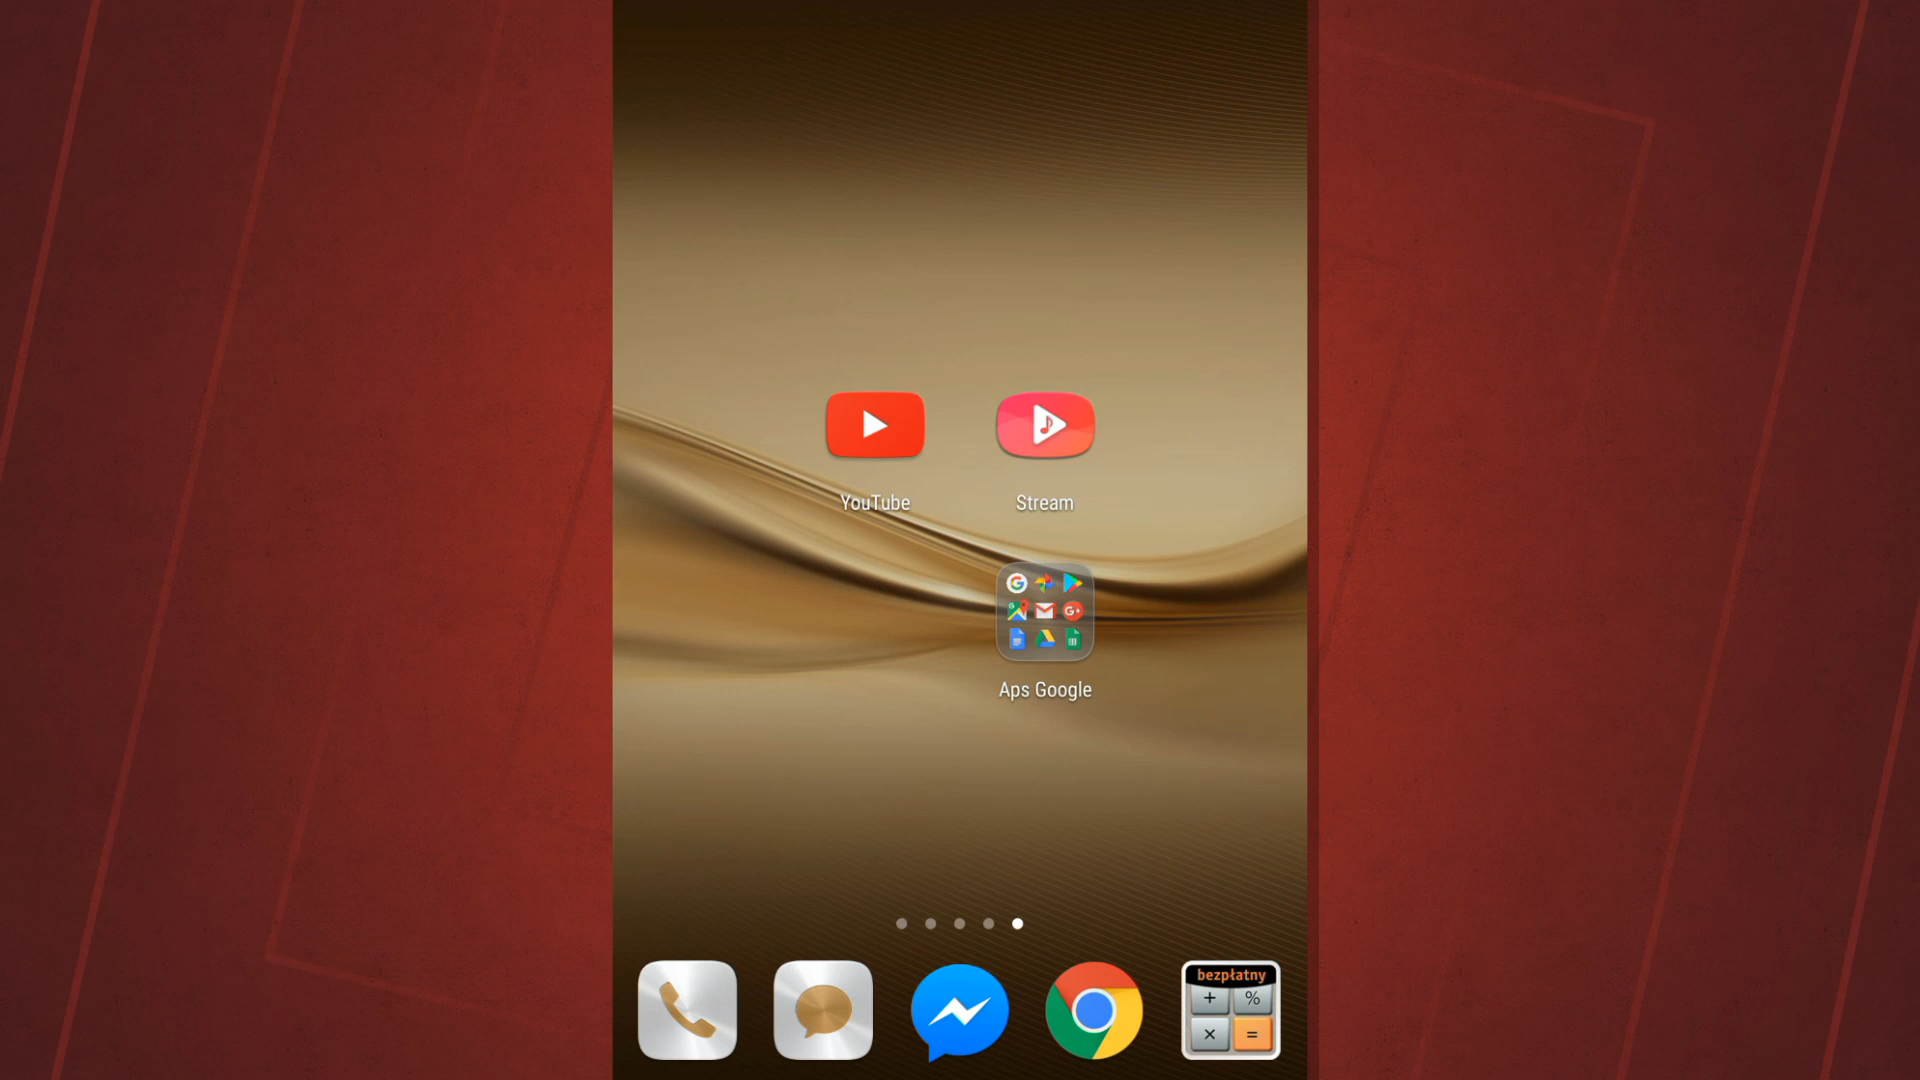 YouTube
Stream
Aps Google
bezpłatny
+ %
× =